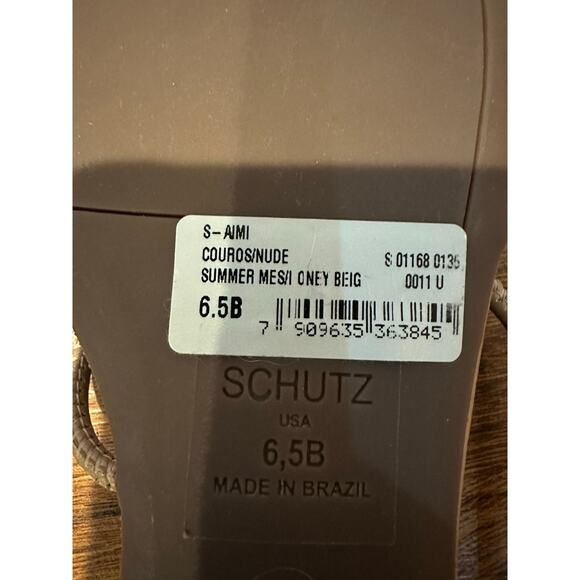 S-AIMI
COUROS/NUDE S 01168 0135
SUMMER MES/I ONEY BEIG 0011 U
6.5B
7 909635 363845
SCHUTZ
USA
6,5B
MADE IN BRAZIL